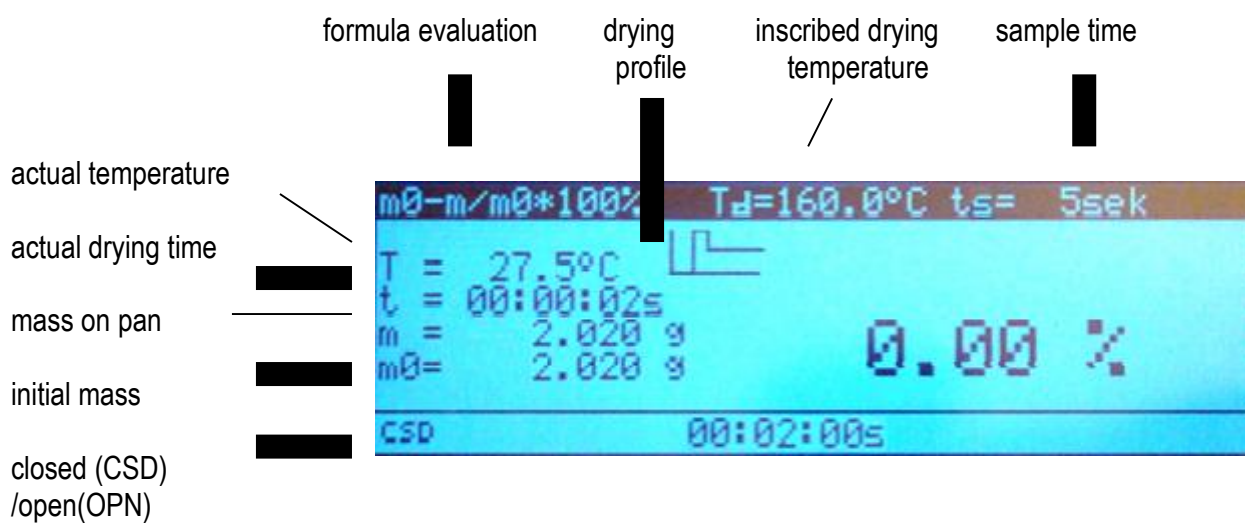 formula evaluation
drying
profile
inscribed drying
temperature
sample time
actual temperature
actual drying time
mass on pan
initial mass
closed (CSD)
/open(OPN)
m0-m/m0*100% Td=160.0°C ts= 5sek
T = 27.5°C
t = 00:00:02s
m = 2.020 g
m0= 2.020 g
0.00 %
CSD 00:02:00s